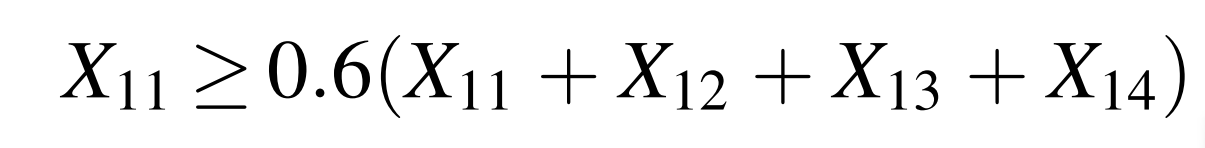 X₁₁ ≥ 0.6(X₁₁ + X₁₂ + X₁₃ + X₁₄)